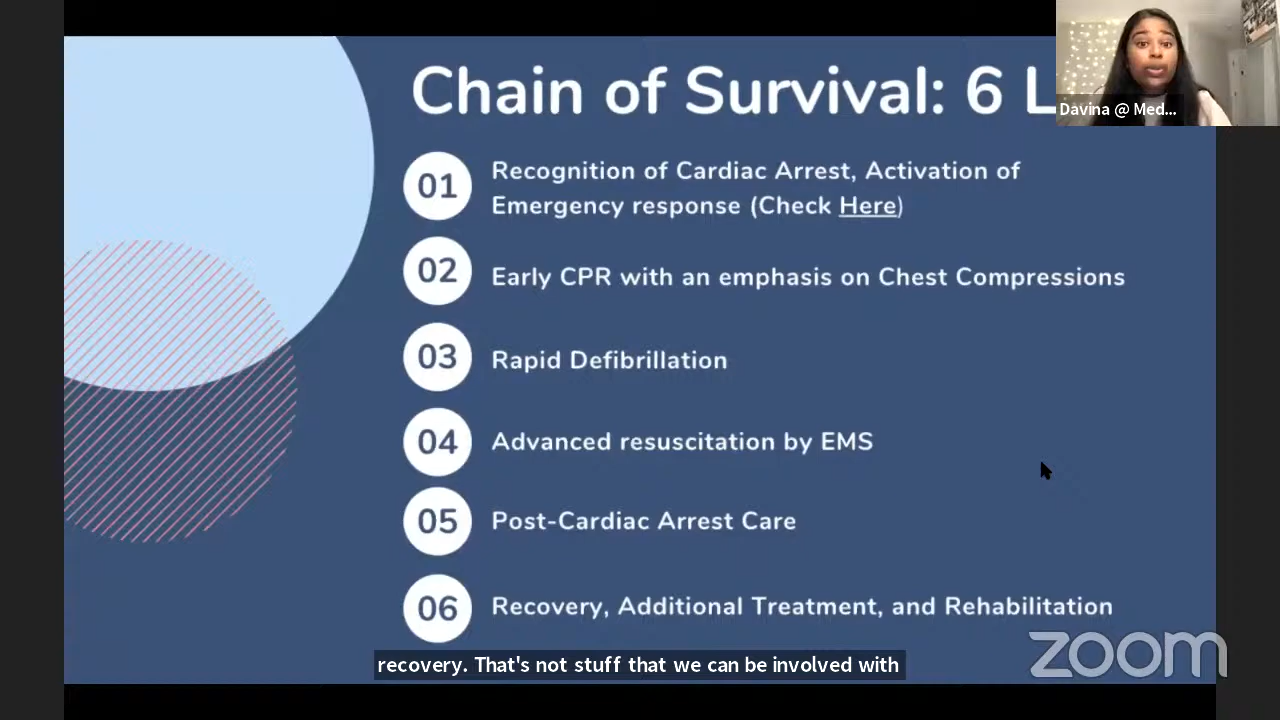 Chain of Survival: 6 L
Davina @ Med...
01
Recognition of Cardiac Arrest, Activation of
Emergency response (Check Here)
02
Early CPR with an emphasis on Chest Compressions
03
Rapid Defibrillation
04
Advanced resuscitation by EMS
05
Post-Cardiac Arrest Care
06
Recovery, Additional Treatment, and Rehabilitation
recovery. That's not stuff that we can be involved with
zoom